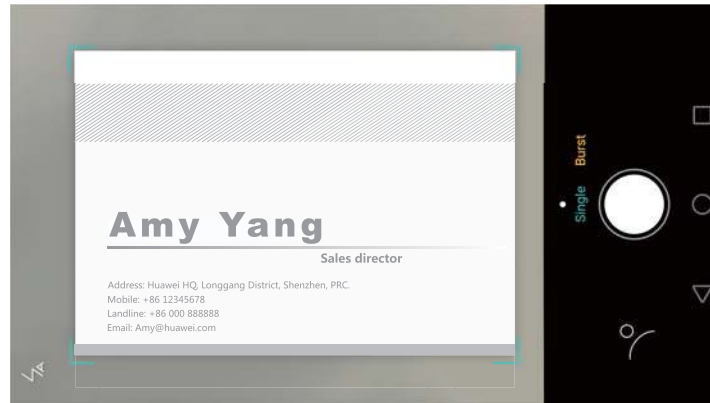 Amy Yang
Sales director
Address: Huawei HQ, Longgang District, Shenzhen, PRC.
Mobile: +86 12345678
Landline: +86 000 888888
Email: Amy@huawei.com
Single Burst